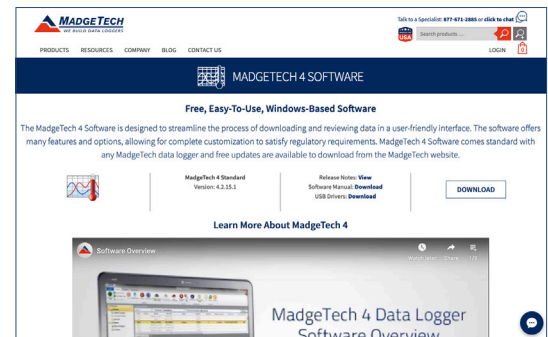 MADGETECH
WE BUILD DATA LOGGERS
Talk to a Specialist: 877-671-2885 or click to chat
USA
Search products ...
PRODUCTS RESOURCES COMPANY BLOG CONTACT US
LOGIN
0
MADGETECH 4 SOFTWARE
Free, Easy-To-Use, Windows-Based Software
The MadgeTech 4 Software is designed to streamline the process of downloading and reviewing data in a user-friendly interface. The software offers
many features and options, allowing for complete customization to satisfy regulatory requirements. MadgeTech 4 Software comes standard with
any MadgeTech data logger and free updates are available to download from the MadgeTech website.
MadgeTech 4 Standard
Version: 4.2.15.1
Release Notes: View
Software Manual: Download
USB Drivers: Download
DOWNLOAD
Learn More About MadgeTech 4
Software Overview
Watch later Share 1/9
MadgeTech 4 Data Logger
Software Overview